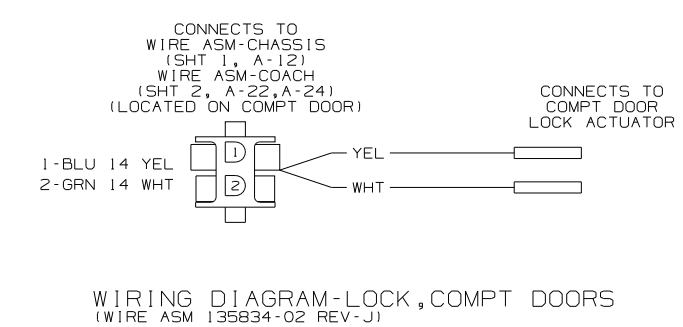 CONNECTS TO
WIRE ASM-CHASSIS
(SHT 1, A-12)
WIRE ASM-COACH
(SHT 2, A-22,A-24)
(LOCATED ON COMPT DOOR)
CONNECTS TO
COMPT DOOR
LOCK ACTUATOR
1
2
1-BLU 14 YEL
2-GRN 14 WHT
YEL
WHT
WIRING DIAGRAM-LOCK,COMPT DOORS
(WIRE ASM 135834-02 REV-J)